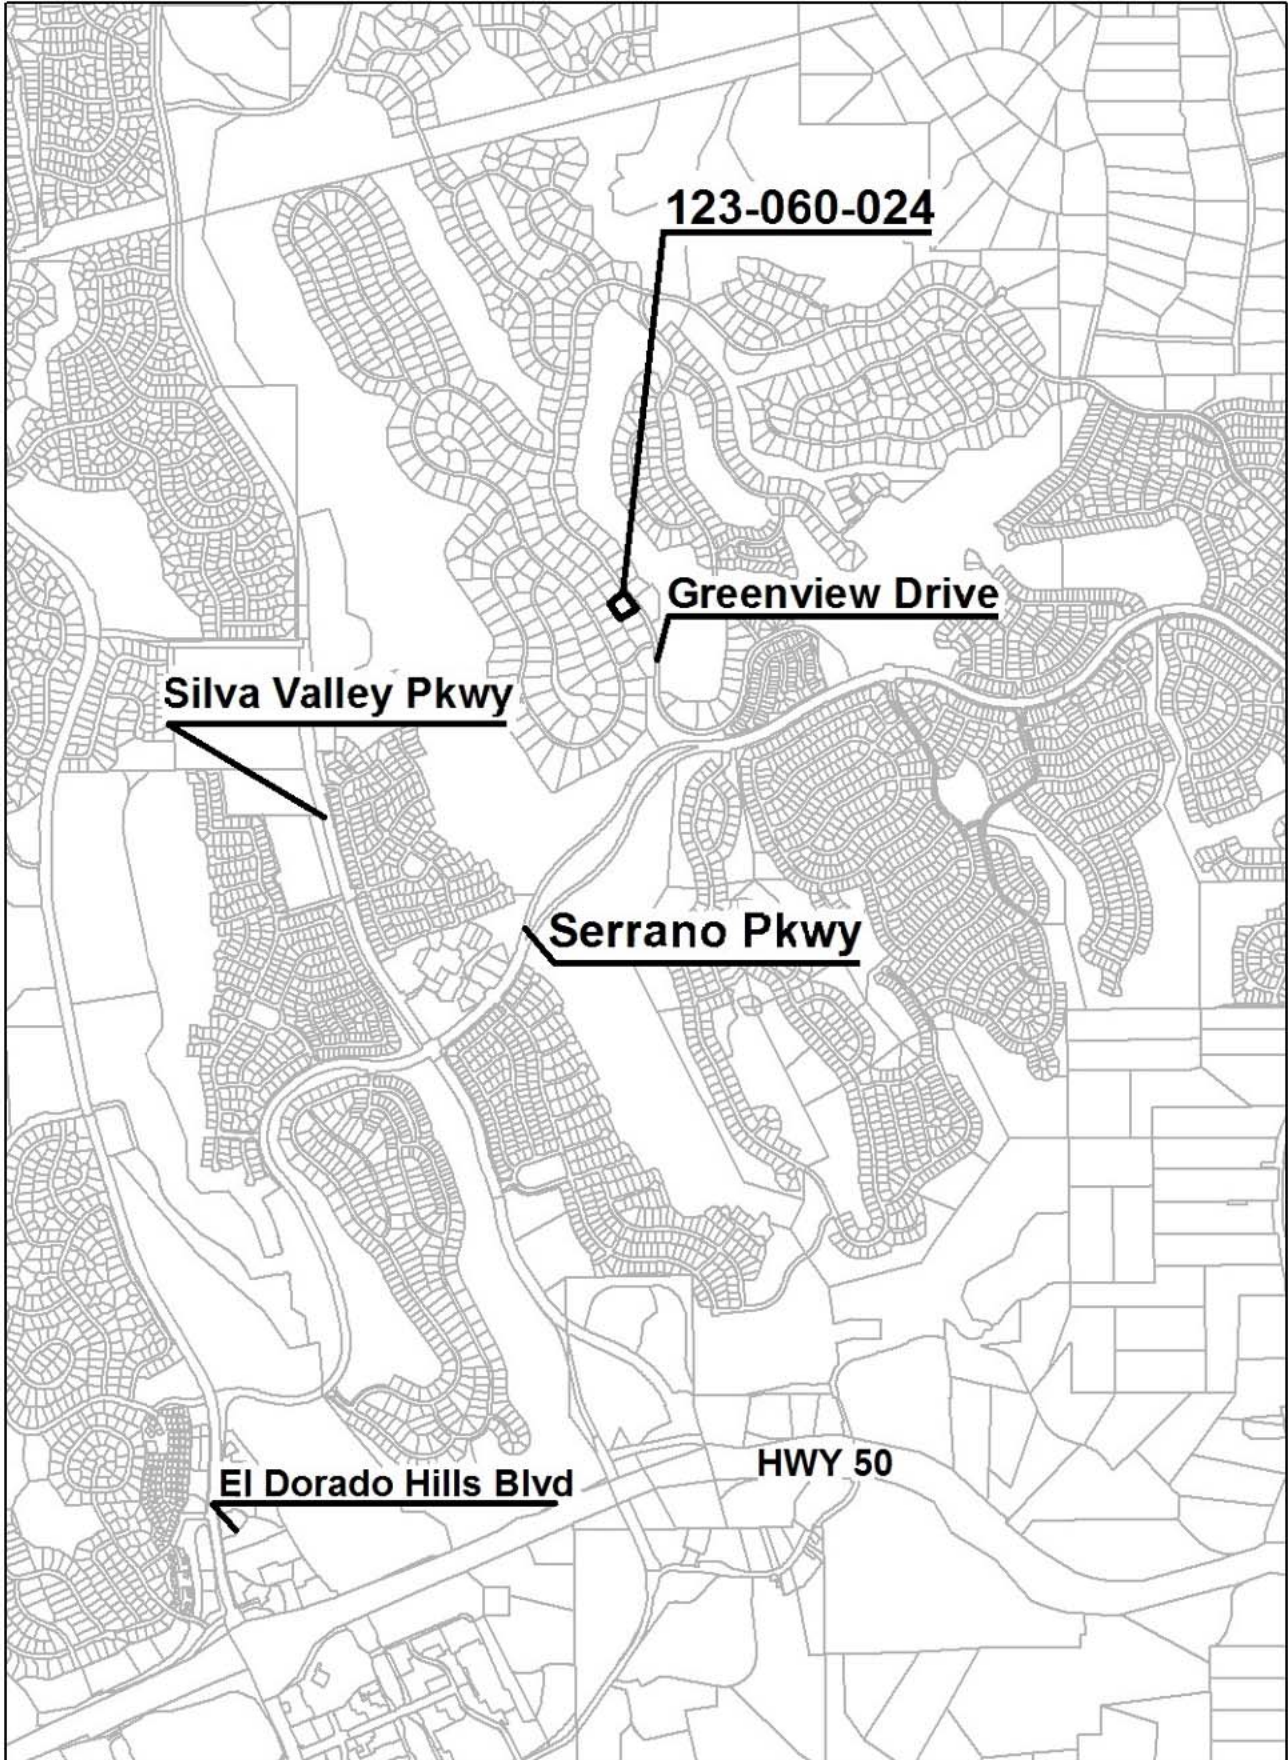 123-060-024
Greenview Drive
Silva Valley Pkwy
Serrano Pkwy
HWY 50
El Dorado Hills Blvd